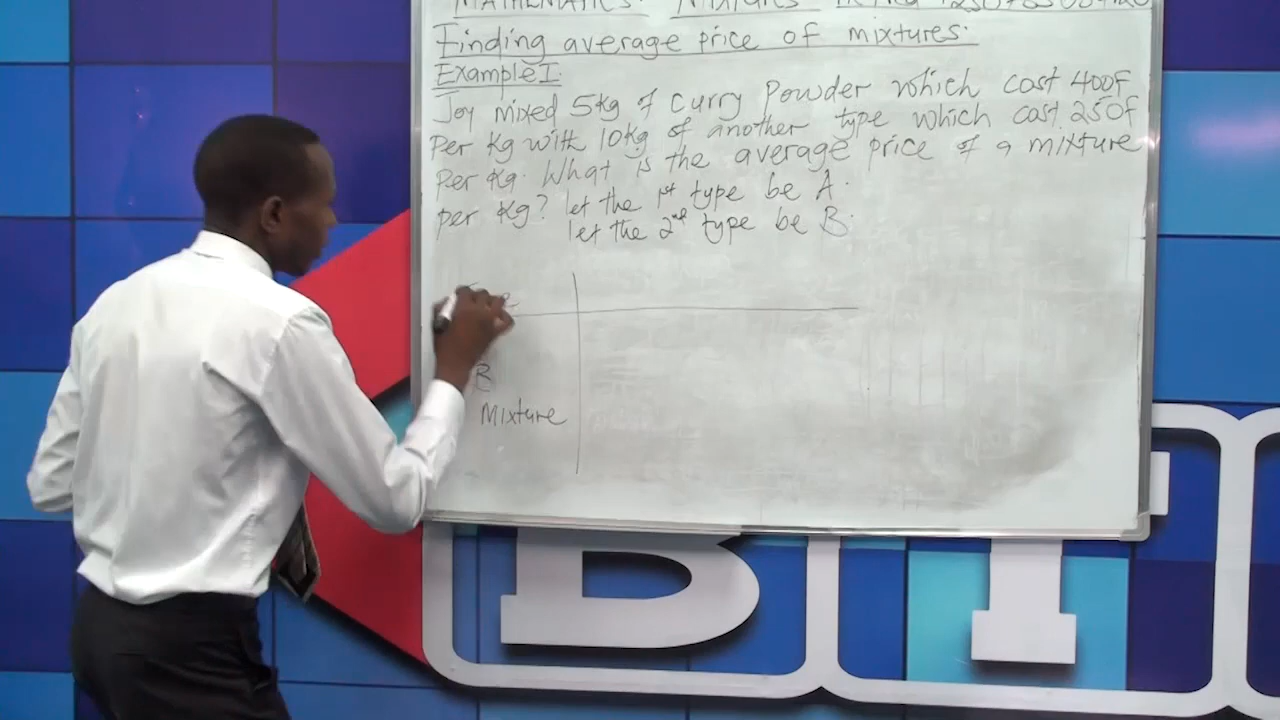 MATHEMATICS: Mixtures
Finding average price of mixtures.
Example I.
Joy mixed 5kg of curry powder which cost 400F
Per Kg with 10kg of another type which cost 250F
Per Kg. What is the average price of a mixture
per Kg? let the 1st type be A.
let the 2nd type be B.
B
Mixture
B